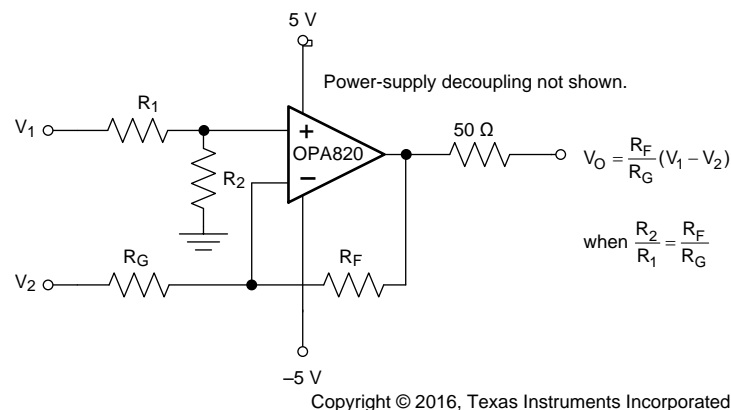 5 V
Power-supply decoupling not shown.
R1
V1
50 Ω
+
OPA820
−
R2
VO = RF/RG (V1 − V2)
when R2/R1 = RF/RG
V2
RG
RF
–5 V
Copyright © 2016, Texas Instruments Incorporated